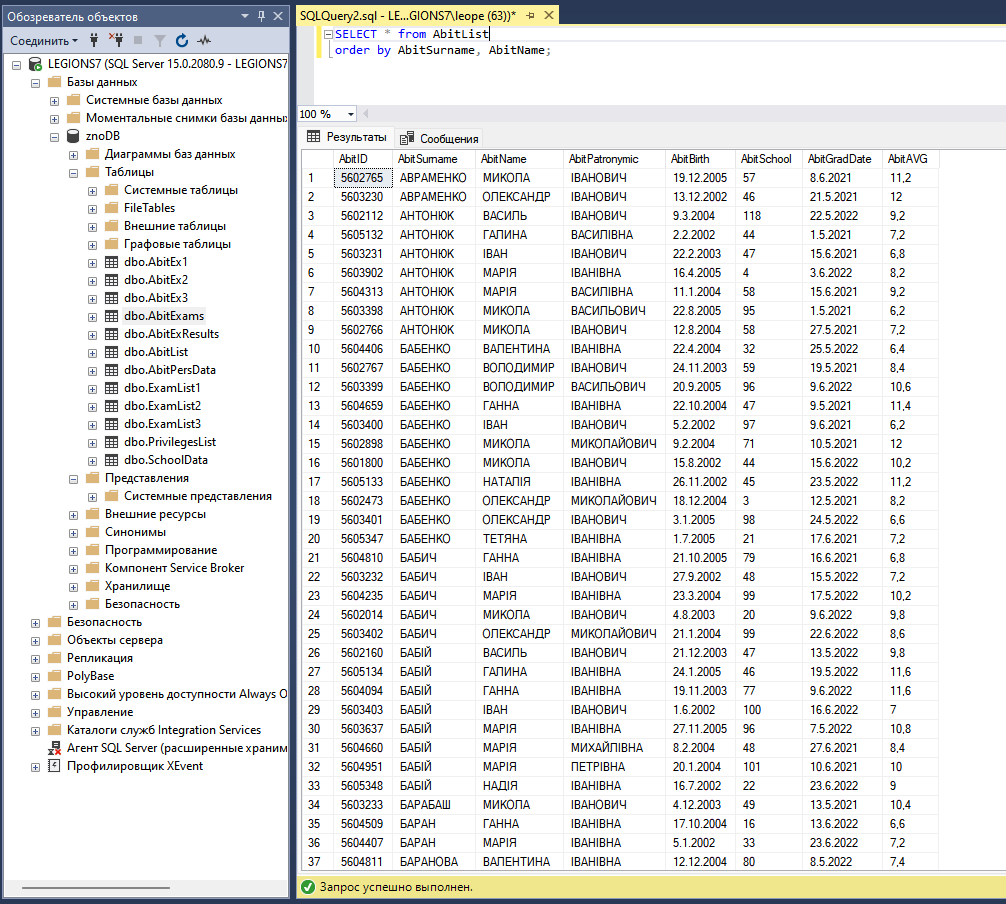 Обозреватель объектов
Соединить
LEGIONS7 (SQL Server 15.0.2080.9 - LEGIONS7
Базы данных
Системные базы данных
Моментальные снимки базы данных
znoDB
Диаграммы баз данных
Таблицы
Системные таблицы
FileTables
Внешние таблицы
Графовые таблицы
dbo.AbitEx1
dbo.AbitEx2
dbo.AbitEx3
dbo.AbitExams
dbo.AbitExResults
dbo.AbitList
dbo.AbitPersData
dbo.ExamList1
dbo.ExamList2
dbo.ExamList3
dbo.PrivilegesList
dbo.SchoolData
Представления
Системные представления
Внешние ресурсы
Синонимы
Программирование
Компонент Service Broker
Хранилище
Безопасность
Безопасность
Объекты сервера
Репликация
PolyBase
Высокий уровень доступности Always O
Управление
Каталоги служб Integration Services
Агент SQL Server (расширенные храним
Профилировщик XEvent
SQLQuery2.sql - LE...GIONS7\leope (63))*
SELECT * from AbitList
order by AbitSurname, AbitName;
100 %
Результаты Сообщения
AbitID AbitSurname AbitName AbitPatronymic AbitBirth AbitSchool AbitGradDate AbitAVG
1 5602765 АВРАМЕНКО МИКОЛА ІВАНОВИЧ 19.12.2005 57 8.6.2021 11,2
2 5603230 АВРАМЕНКО ОЛЕКСАНДР ІВАНОВИЧ 13.12.2002 46 21.5.2021 12
3 5602112 АНТОНЮК ВАСИЛЬ ІВАНОВИЧ 9.3.2004 118 22.5.2022 9,2
4 5605132 АНТОНЮК ГАЛИНА ВАСИЛІВНА 2.2.2002 44 1.5.2021 7,2
5 5603231 АНТОНЮК ІВАН ІВАНОВИЧ 22.2.2003 47 15.6.2021 6,8
6 5603902 АНТОНЮК МАРІЯ ІВАНІВНА 16.4.2005 4 3.6.2022 8,2
7 5604313 АНТОНЮК МАРІЯ ВАСИЛІВНА 11.1.2004 58 15.6.2021 9,2
8 5603398 АНТОНЮК МИКОЛА ВАСИЛЬОВИЧ 22.8.2005 95 1.5.2021 6,2
9 5602766 АНТОНЮК МИКОЛА ІВАНОВИЧ 12.8.2004 58 27.5.2021 7,2
10 5604406 БАБЕНКО ВАЛЕНТИНА ІВАНІВНА 22.4.2004 32 25.5.2022 6,4
11 5602767 БАБЕНКО ВОЛОДИМИР ІВАНОВИЧ 24.11.2003 59 19.5.2021 8,4
12 5603399 БАБЕНКО ВОЛОДИМИР ВАСИЛЬОВИЧ 20.9.2005 96 9.6.2022 10,6
13 5604659 БАБЕНКО ГАННА ІВАНІВНА 22.10.2004 47 9.5.2021 11,4
14 5603400 БАБЕНКО ІВАН ІВАНОВИЧ 5.2.2002 97 9.6.2021 6,2
15 5602898 БАБЕНКО МИКОЛА МИКОЛАЙОВИЧ 9.2.2004 71 10.5.2021 12
16 5601800 БАБЕНКО МИКОЛА ІВАНОВИЧ 15.8.2002 44 15.6.2022 10,2
17 5605133 БАБЕНКО НАТАЛІЯ ІВАНІВНА 26.11.2002 45 23.5.2022 11,2
18 5602473 БАБЕНКО ОЛЕКСАНДР МИКОЛАЙОВИЧ 18.12.2004 3 12.5.2021 8,2
19 5603401 БАБЕНКО ОЛЕКСАНДР ІВАНОВИЧ 3.1.2005 98 24.5.2022 6,6
20 5605347 БАБЕНКО ТЕТЯНА ІВАНІВНА 1.7.2005 21 17.6.2021 7,2
21 5604810 БАБИЧ ГАННА ІВАНІВНА 21.10.2005 79 16.6.2021 6,8
22 5603232 БАБИЧ ІВАН ІВАНОВИЧ 27.9.2002 48 15.5.2022 7,2
23 5604235 БАБИЧ МАРІЯ ІВАНІВНА 23.3.2004 99 17.5.2022 10,2
24 5602014 БАБИЧ МИКОЛА ІВАНОВИЧ 4.8.2003 20 9.6.2022 9,8
25 5603402 БАБИЧ ОЛЕКСАНДР МИКОЛАЙОВИЧ 21.1.2004 99 22.6.2022 8,6
26 5602160 БАБІЙ ВАСИЛЬ ІВАНОВИЧ 21.12.2003 47 13.5.2022 9,8
27 5605134 БАБІЙ ГАЛИНА ІВАНІВНА 24.1.2005 46 19.5.2022 11,6
28 5604094 БАБІЙ ГАННА ІВАНІВНА 19.11.2003 77 9.6.2022 11,6
29 5603403 БАБІЙ ІВАН ІВАНОВИЧ 1.6.2002 100 16.6.2022 7
30 5603637 БАБІЙ МАРІЯ ІВАНІВНА 27.11.2005 96 7.5.2022 10,8
31 5604660 БАБІЙ МАРІЯ МИХАЙЛІВНА 8.2.2004 48 27.6.2021 8,4
32 5604951 БАБІЙ МАРІЯ ПЕТРІВНА 20.1.2004 101 10.6.2021 10
33 5605348 БАБІЙ НАДІЯ ІВАНІВНА 16.7.2002 22 23.6.2022 9
34 5603233 БАРАБАШ МИКОЛА ІВАНОВИЧ 4.12.2003 49 13.5.2021 10,4
35 5604509 БАРАН ГАННА ІВАНІВНА 17.10.2004 16 13.6.2022 6,6
36 5604407 БАРАН МАРІЯ ІВАНІВНА 5.1.2002 33 23.6.2022 7,2
37 5604811 БАРАНОВА ВАЛЕНТИНА ІВАНІВНА 12.12.2004 80 8.5.2022 7,4
Запрос успешно выполнен.